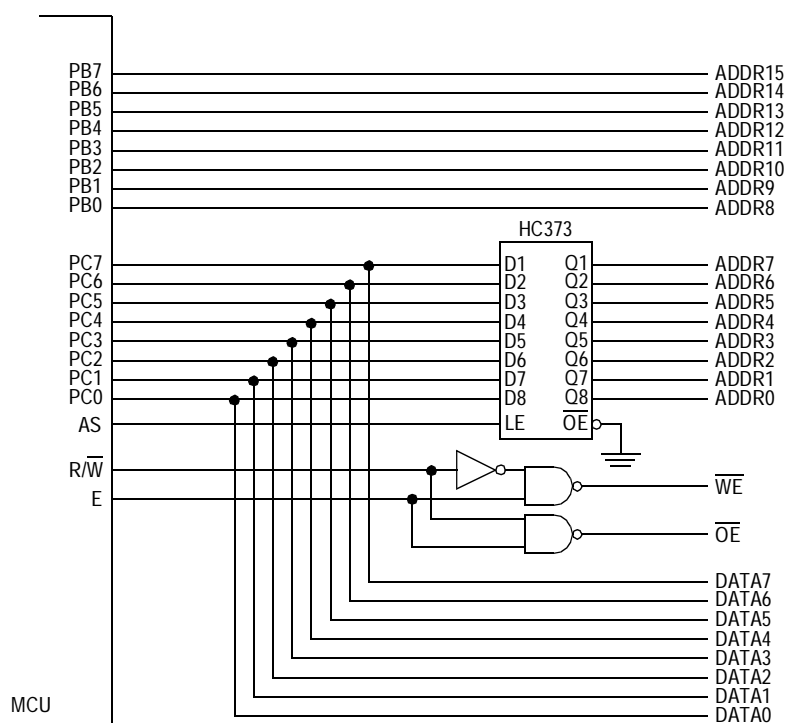 PB7 ADDR15
PB6 ADDR14
PB5 ADDR13
PB4 ADDR12
PB3 ADDR11
PB2 ADDR10
PB1 ADDR9
PB0 ADDR8
HC373
PC7 D1 Q1 ADDR7
PC6 D2 Q2 ADDR6
PC5 D3 Q3 ADDR5
PC4 D4 Q4 ADDR4
PC3 D5 Q5 ADDR3
PC2 D6 Q6 ADDR2
PC1 D7 Q7 ADDR1
PC0 D8 Q8 ADDR0
AS LE O̅E̅
R/W̅
E W̅E̅
O̅E̅
DATA7
DATA6
DATA5
DATA4
DATA3
DATA2
MCU DATA1
DATA0